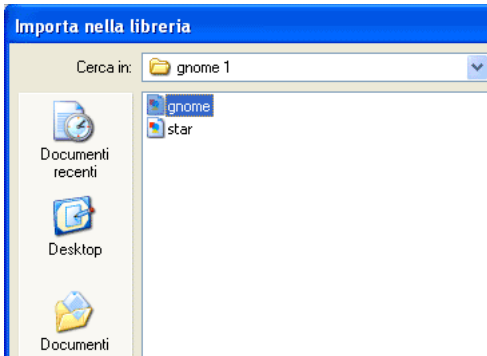 Importa nella libreria
Cerca in: gnome 1
gnome
star
Documenti
recenti
Desktop
Documenti